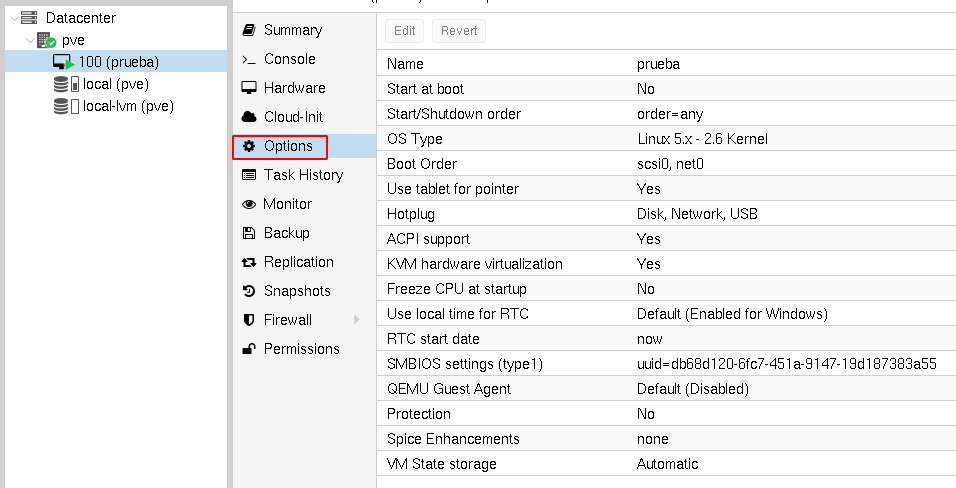 Datacenter
pve
100 (prueba)
local (pve)
local-lvm (pve)
Summary
Console
Hardware
Cloud-Init
Options
Task History
Monitor
Backup
Replication
Snapshots
Firewall
Permissions
Edit Revert
Name prueba
Start at boot No
Start/Shutdown order order=any
OS Type Linux 5.x - 2.6 Kernel
Boot Order scsi0, net0
Use tablet for pointer Yes
Hotplug Disk, Network, USB
ACPI support Yes
KVM hardware virtualization Yes
Freeze CPU at startup No
Use local time for RTC Default (Enabled for Windows)
RTC start date now
SMBIOS settings (type1) uuid=db68d120-6fc7-451a-9147-19d187383a55
QEMU Guest Agent Default (Disabled)
Protection No
Spice Enhancements none
VM State storage Automatic